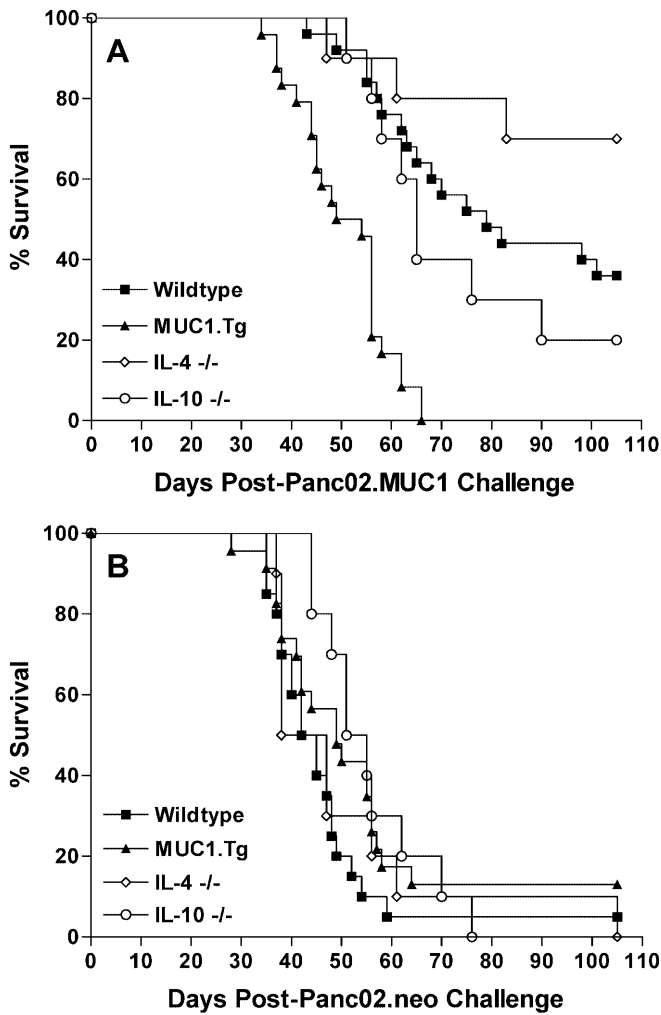 A
% Survival
100
80
60
40
20
0
Wildtype
MUC1.Tg
IL-4 -/-
IL-10 -/-
0 10 20 30 40 50 60 70 80 90 100 110
Days Post-Panc02.MUC1 Challenge
B
% Survival
100
80
60
40
20
0
Wildtype
MUC1.Tg
IL-4 -/-
IL-10 -/-
0 10 20 30 40 50 60 70 80 90 100 110
Days Post-Panc02.neo Challenge